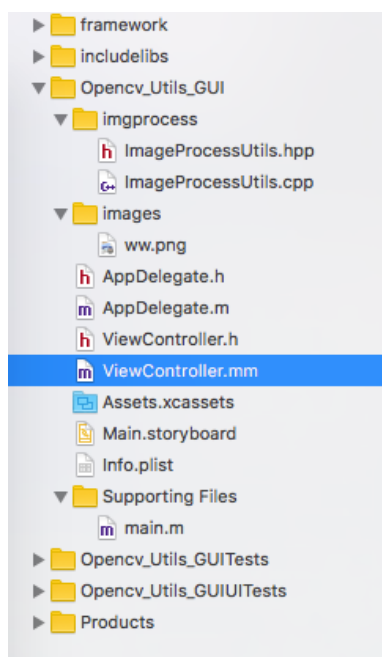 framework
includelibs
Opencv_Utils_GUI
imgprocess
h ImageProcessUtils.hpp
C++ ImageProcessUtils.cpp
images
ww.png
h AppDelegate.h
m AppDelegate.m
h ViewController.h
m ViewController.mm
Assets.xcassets
Main.storyboard
Info.plist
Supporting Files
m main.m
Opencv_Utils_GUITests
Opencv_Utils_GUIUITests
Products